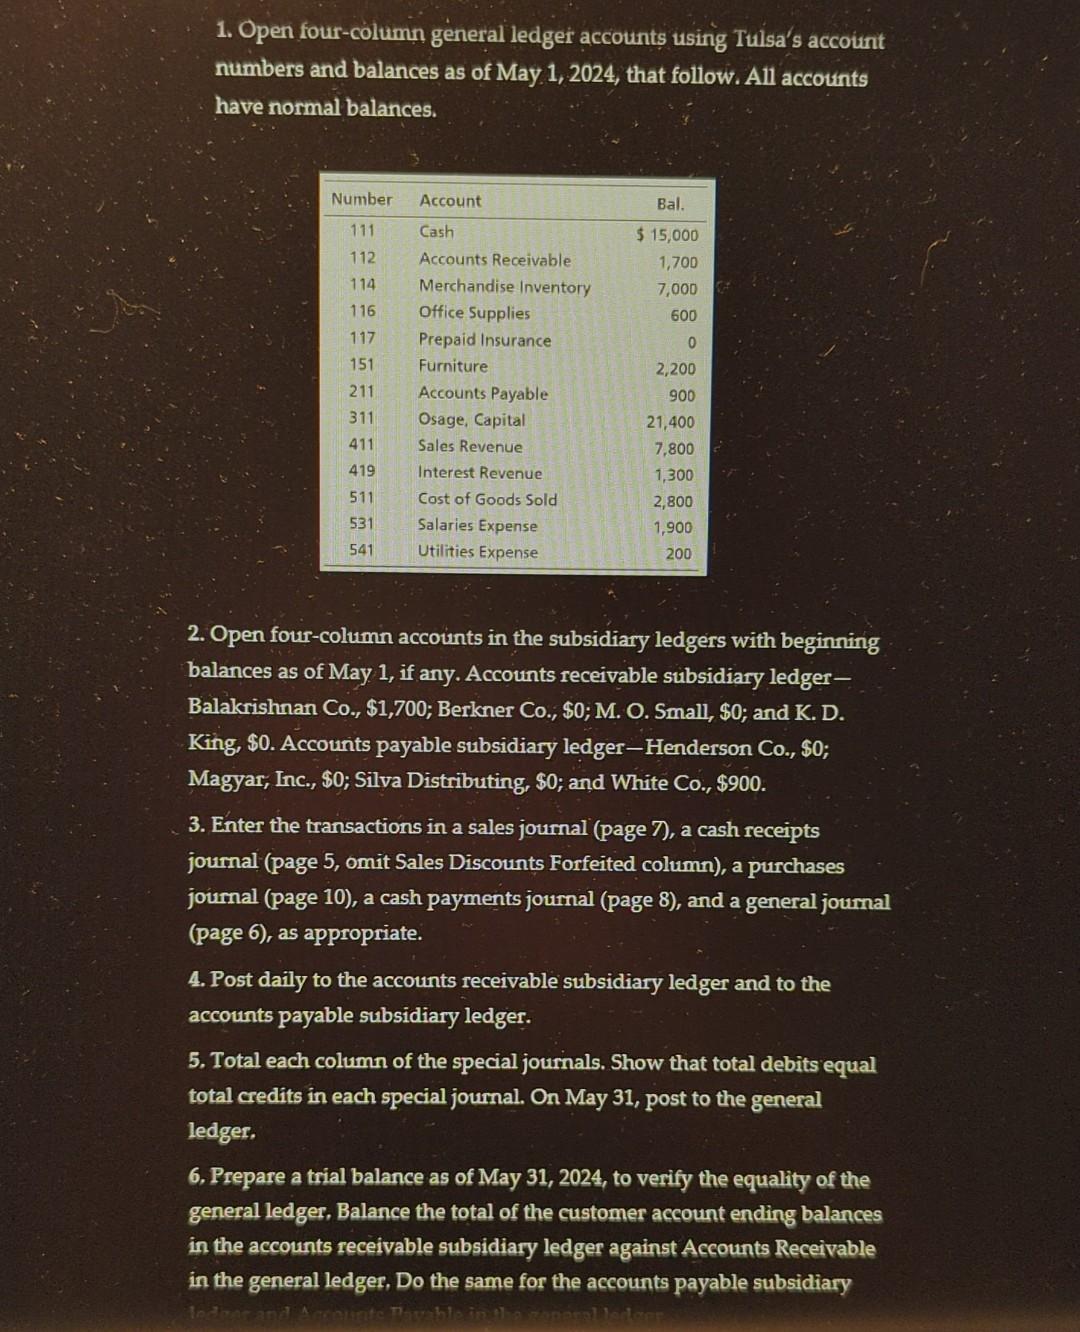 1. Open four-column general ledger accounts using Tulsa's account
numbers and balances as of May 1, 2024, that follow. All accounts
have normal balances.
Number Account Bal.
111 Cash $ 15,000
112 Accounts Receivable 1,700
114 Merchandise Inventory 7,000
116 Office Supplies 600
117 Prepaid Insurance 0
151 Furniture 2,200
211 Accounts Payable 900
311 Osage, Capital 21,400
411 Sales Revenue 7,800
419 Interest Revenue 1,300
511 Cost of Goods Sold 2,800
531 Salaries Expense 1,900
541 Utilities Expense 200
2. Open four-column accounts in the subsidiary ledgers with beginning
balances as of May 1, if any. Accounts receivable subsidiary ledger—
Balakrishnan Co., $1,700; Berkner Co., $0; M. O. Small, $0; and K. D.
King, $0. Accounts payable subsidiary ledger—Henderson Co., $0;
Magyar, Inc., $0; Silva Distributing, $0; and White Co., $900.
3. Enter the transactions in a sales journal (page 7), a cash receipts
journal (page 5, omit Sales Discounts Forfeited column), a purchases
journal (page 10), a cash payments journal (page 8), and a general journal
(page 6), as appropriate.
4. Post daily to the accounts receivable subsidiary ledger and to the
accounts payable subsidiary ledger.
5. Total each column of the special journals. Show that total debits equal
total credits in each special journal. On May 31, post to the general
ledger.
6. Prepare a trial balance as of May 31, 2024, to verify the equality of the
general ledger. Balance the total of the customer account ending balances
in the accounts receivable subsidiary ledger against Accounts Receivable
in the general ledger. Do the same for the accounts payable subsidiary
ledger and Accounts Payable in the general ledger.